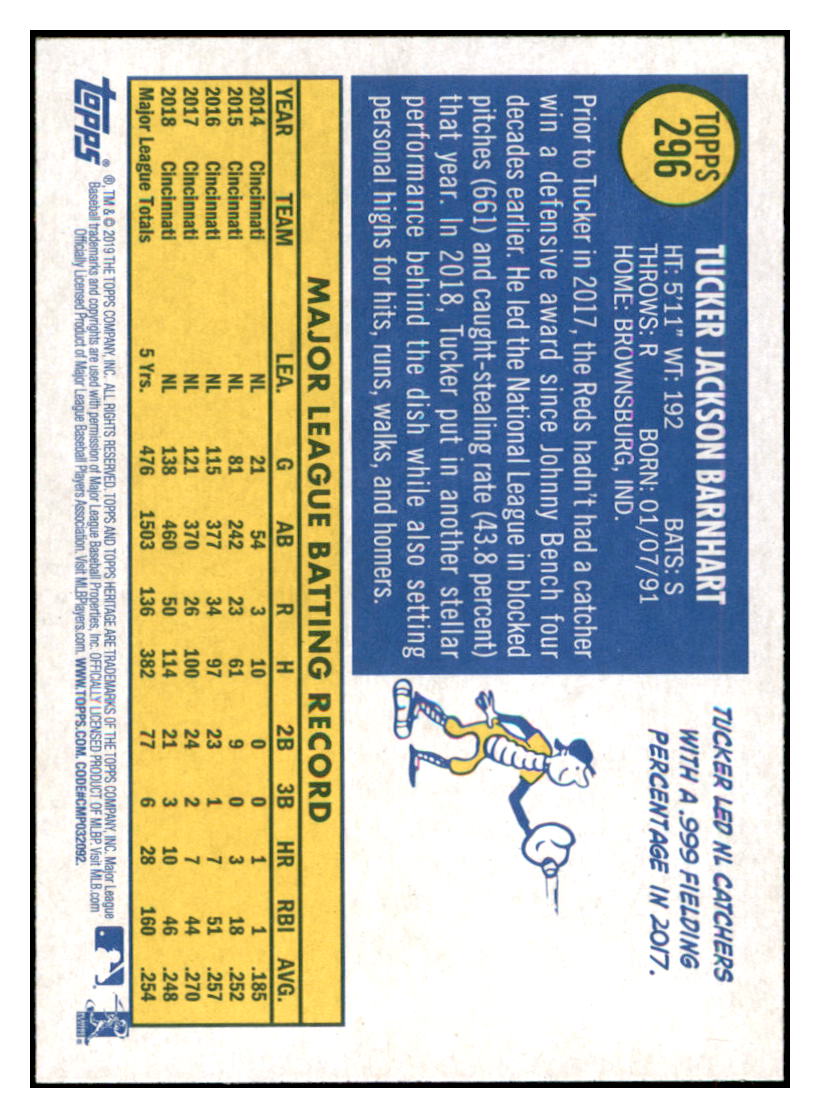 TOPPS
296
TUCKER JACKSON BARNHART
HT: 5'11" WT: 192 BATS: S
THROWS: R BORN: 01/07/91
HOME: BROWNSBURG, IND.
Prior to Tucker in 2017, the Reds hadn't had a catcher
win a defensive award since Johnny Bench four
decades earlier. He led the National League in blocked
pitches (661) and caught-stealing rate (43.8 percent)
that year. In 2018, Tucker put in another stellar
performance behind the dish while also setting
personal highs for hits, runs, walks, and homers.
TUCKER LED NL CATCHERS
WITH A .999 FIELDING
PERCENTAGE IN 2017.
MAJOR LEAGUE BATTING RECORD
YEAR TEAM LEA. G AB R H 2B 3B HR RBI AVG.
2014 Cincinnati NL 21 54 3 10 0 0 1 1 .185
2015 Cincinnati NL 81 242 23 61 9 0 3 18 .252
2016 Cincinnati NL 115 377 34 97 23 1 7 51 .257
2017 Cincinnati NL 121 370 26 100 24 2 7 44 .270
2018 Cincinnati NL 138 460 50 114 21 3 10 46 .248
Major League Totals 5 Yrs. 476 1503 136 382 77 6 28 160 .254
topps®
®, TM & © 2019 THE TOPPS COMPANY, INC. ALL RIGHTS RESERVED. TOPPS AND TOPPS HERITAGE ARE TRADEMARKS OF THE TOPPS COMPANY, INC. Major League
Baseball trademarks and copyrights are used with permission of Major League Baseball Properties, Inc. OFFICIALLY LICENSED PRODUCT OF MLBP. Visit MLB.com
Officially Licensed Product of Major League Baseball Players Association. Visit MLBPlayers.com. WWW.TOPPS.COM. CODE#CMP032092.